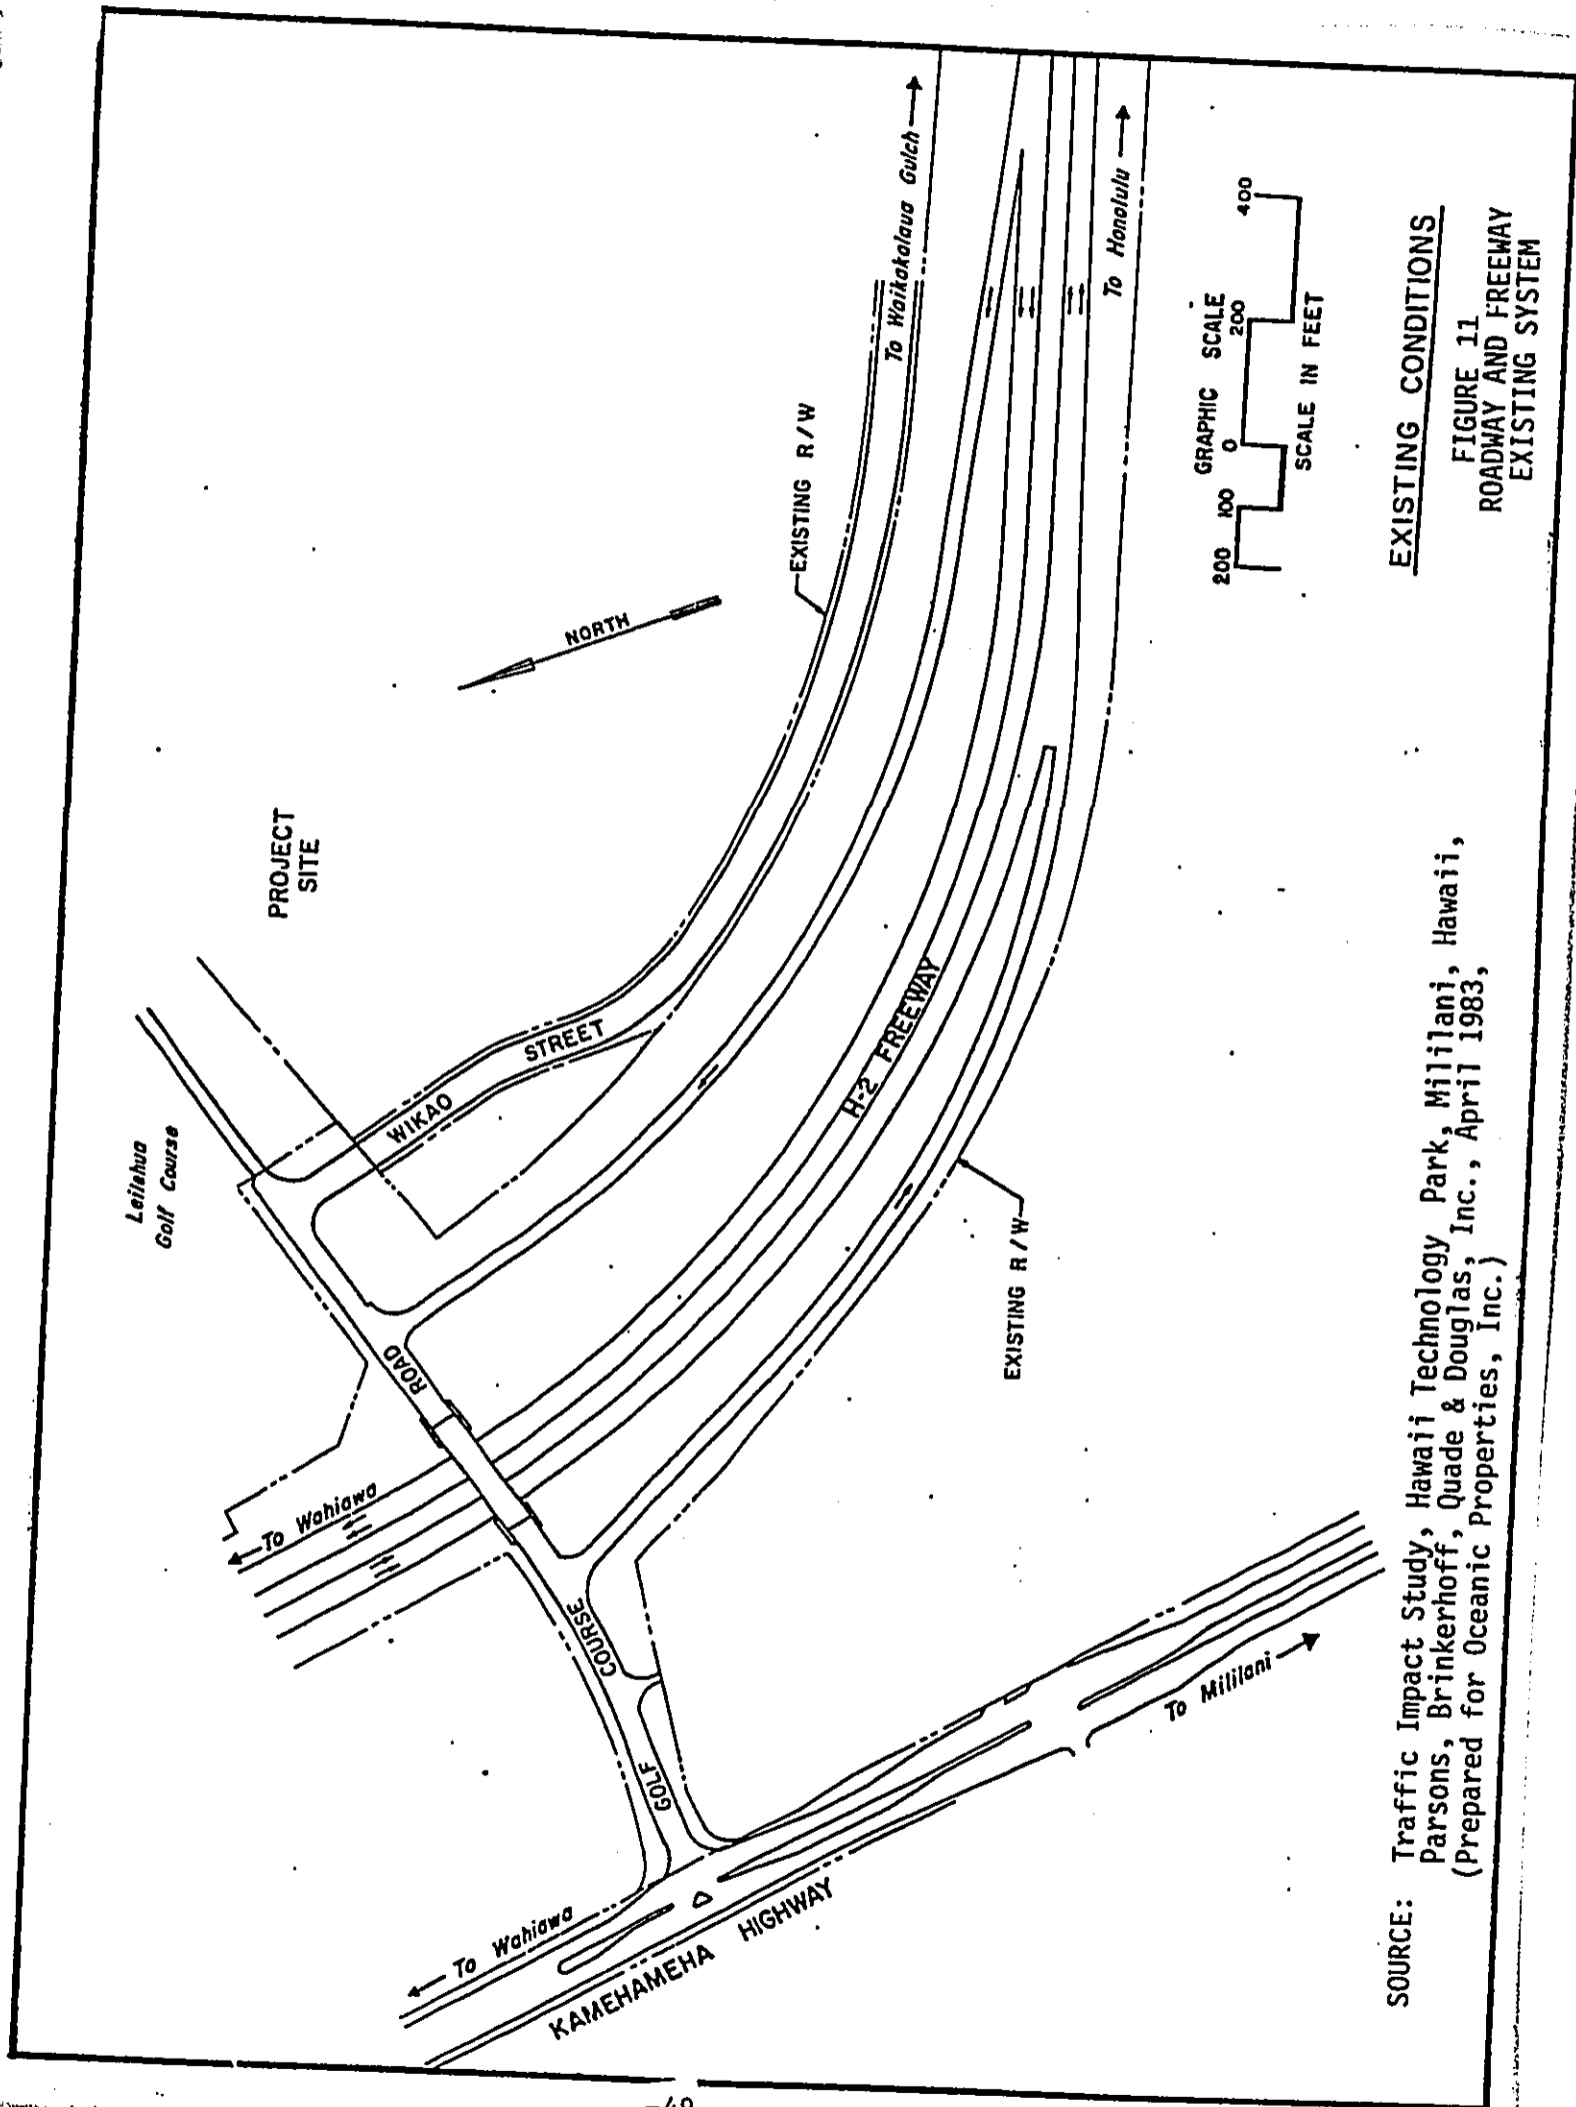 Leilehua
Golf Course
PROJECT
SITE
NORTH
EXISTING R/W
To Waikakalaua Gulch
WIKAO
STREET
To Wahiawa
ROAD
H-2 FREEWAY
To Honolulu
COURSE
GOLF
EXISTING R/W
To Wahiawa
KAMEHAMEHA HIGHWAY
To Mililani
GRAPHIC SCALE
200 100 0 200 400
SCALE IN FEET
EXISTING CONDITIONS
FIGURE 11
ROADWAY AND FREEWAY
EXISTING SYSTEM
SOURCE: Traffic Impact Study, Hawaii Technology Park, Mililani, Hawaii,
Parsons, Brinkerhoff, Quade & Douglas, Inc., April 1983,
(Prepared for Oceanic Properties, Inc.)